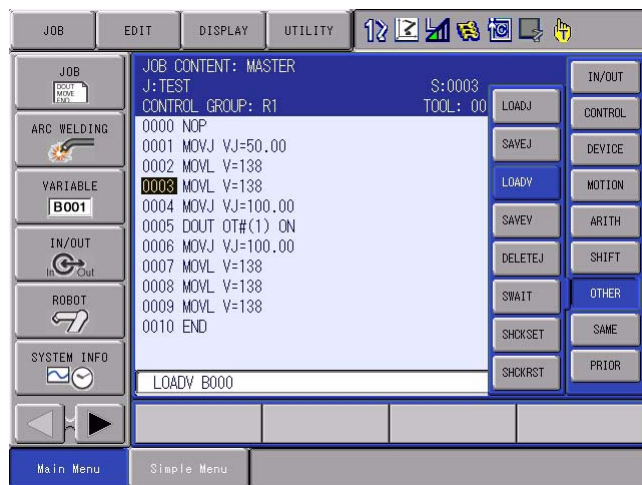 JOB
EDIT
DISPLAY
UTILITY
JOB
DOUT
MOVE
END
ARC WELDING
VARIABLE
B001
IN/OUT
In Out
ROBOT
SYSTEM INFO
JOB CONTENT: MASTER
J:TEST S:0003
CONTROL GROUP: R1 TOOL: 00
0000 NOP
0001 MOVJ VJ=50.00
0002 MOVL V=138
0003 MOVL V=138
0004 MOVJ VJ=100.00
0005 DOUT OT#(1) ON
0006 MOVJ VJ=100.00
0007 MOVL V=138
0008 MOVL V=138
0009 MOVL V=138
0010 END
LOADV B000
LOADJ
SAVEJ
LOADV
SAVEV
DELETEJ
SWAIT
SHCKSET
SHCKRST
IN/OUT
CONTROL
DEVICE
MOTION
ARITH
SHIFT
OTHER
SAME
PRIOR
Main Menu
Simple Menu